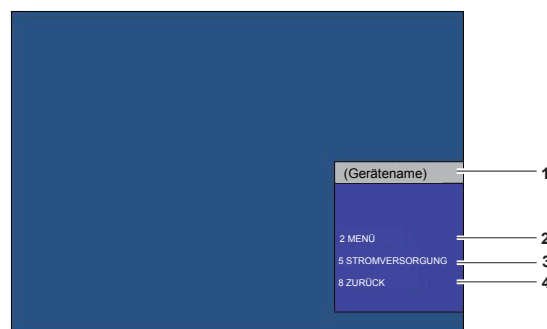 (Gerätename)
1
2 MENÜ
2
5 STROMVERSORGUNG
3
8 ZURÜCK
4